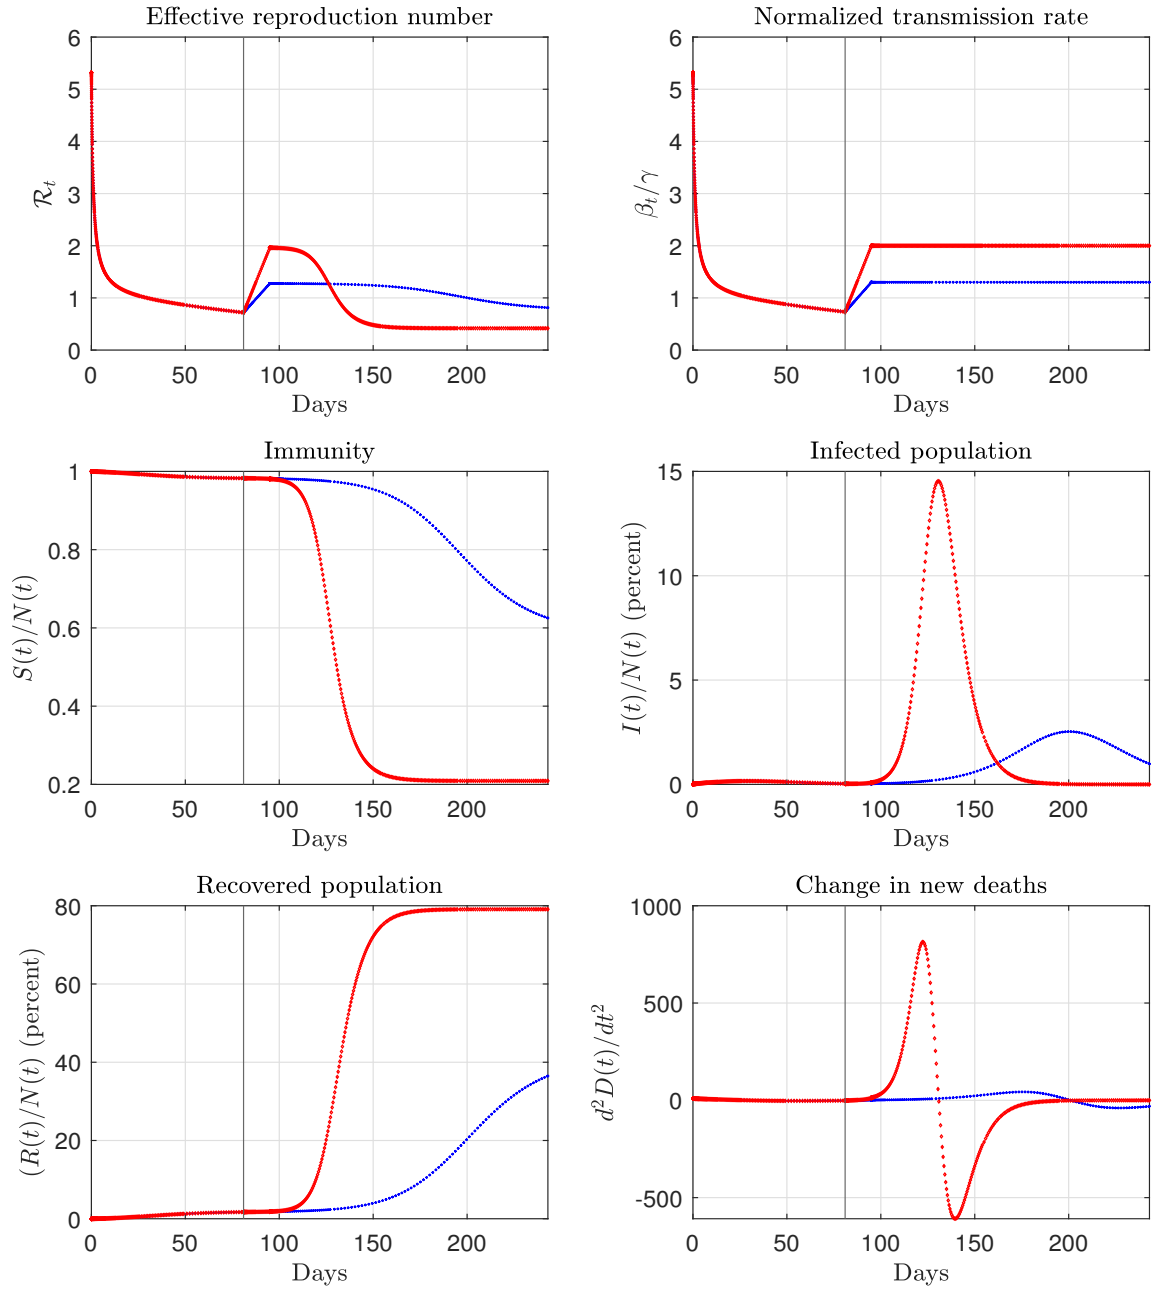 Effective reproduction number
6
5
4
3
2
1
0
0 50 100 150 200
Days
ℛₜ
Normalized transmission rate
6
5
4
3
2
1
0
0 50 100 150 200
Days
βₜ/γ
Immunity
1
0.8
0.6
0.4
0.2
0 50 100 150 200
Days
S(t)/N(t)
Infected population
15
10
5
0
0 50 100 150 200
Days
I(t)/N(t) (percent)
Recovered population
80
60
40
20
0
0 50 100 150 200
Days
(R(t)/N(t) (percent)
Change in new deaths
1000
500
0
-500
0 50 100 150 200
Days
d²D(t)/dt²